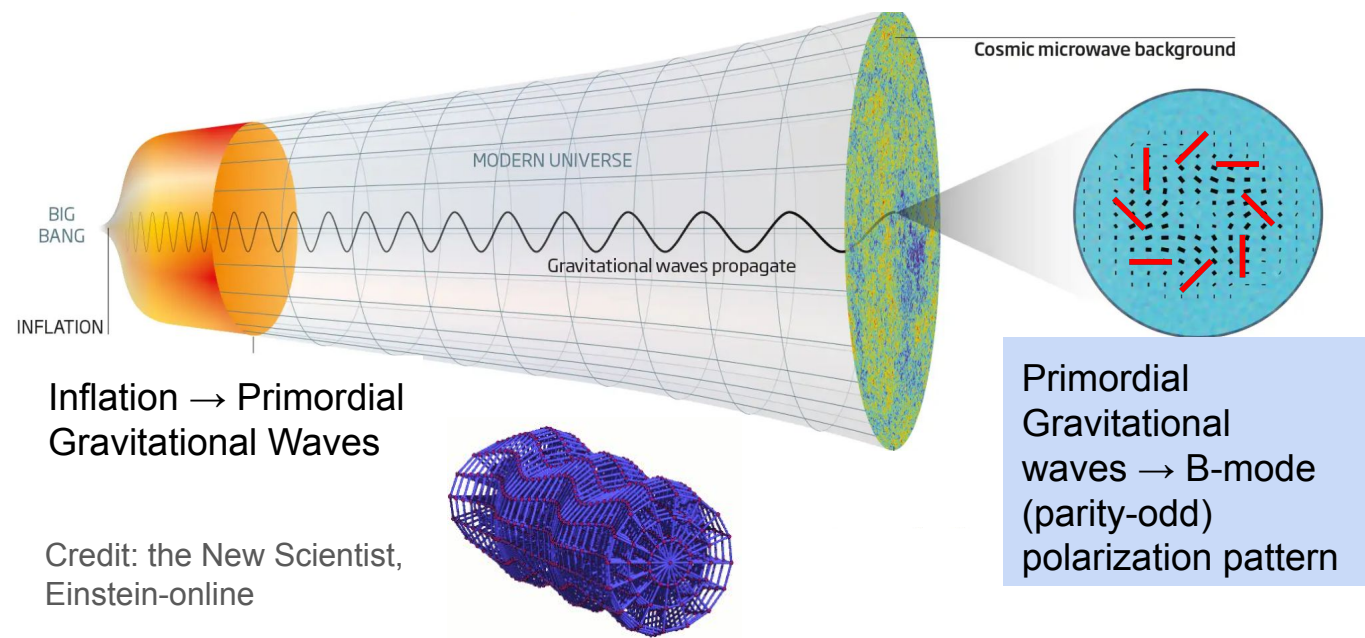 Cosmic microwave background
MODERN UNIVERSE
BIG
BANG
Gravitational waves propagate
INFLATION
Inflation → Primordial
Gravitational Waves
Primordial
Gravitational
waves → B-mode
(parity-odd)
polarization pattern
Credit: the New Scientist,
Einstein-online